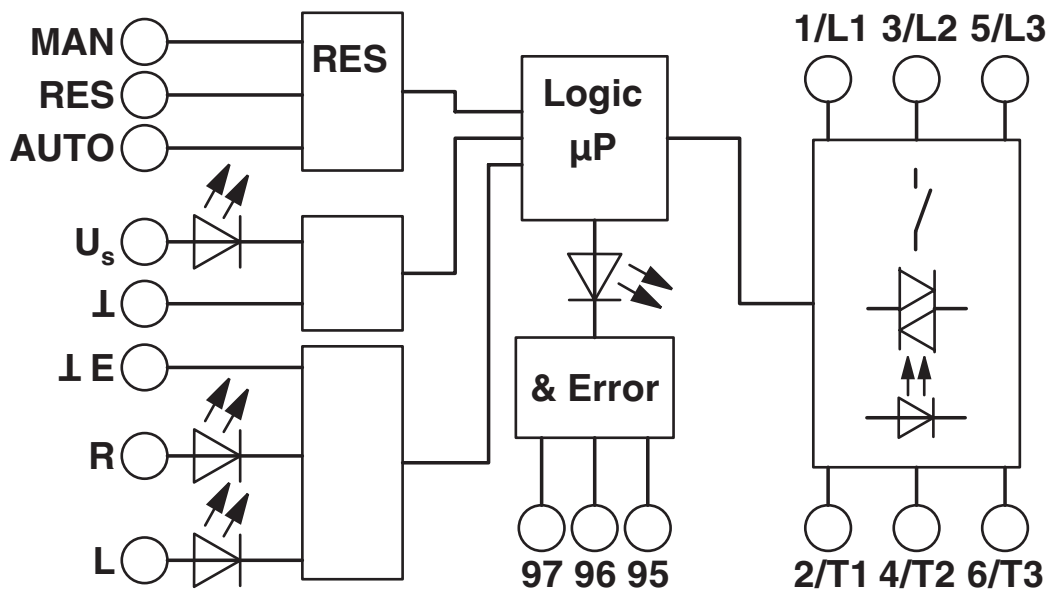 MAN
RES
AUTO
Us
⊥
⊥ E
R
L
RES
Logic
µP
& Error
97 96 95
1/L1 3/L2 5/L3
2/T1 4/T2 6/T3